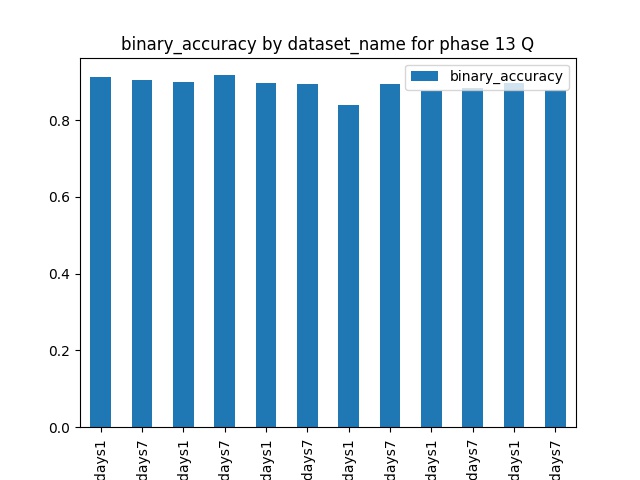 binary_accuracy by dataset_name for phase 13 Q
binary_accuracy
0.8
0.6
0.4
0.2
0.0
days1
days7
days1
days7
days1
days7
days1
days7
days1
days7
days1
days7